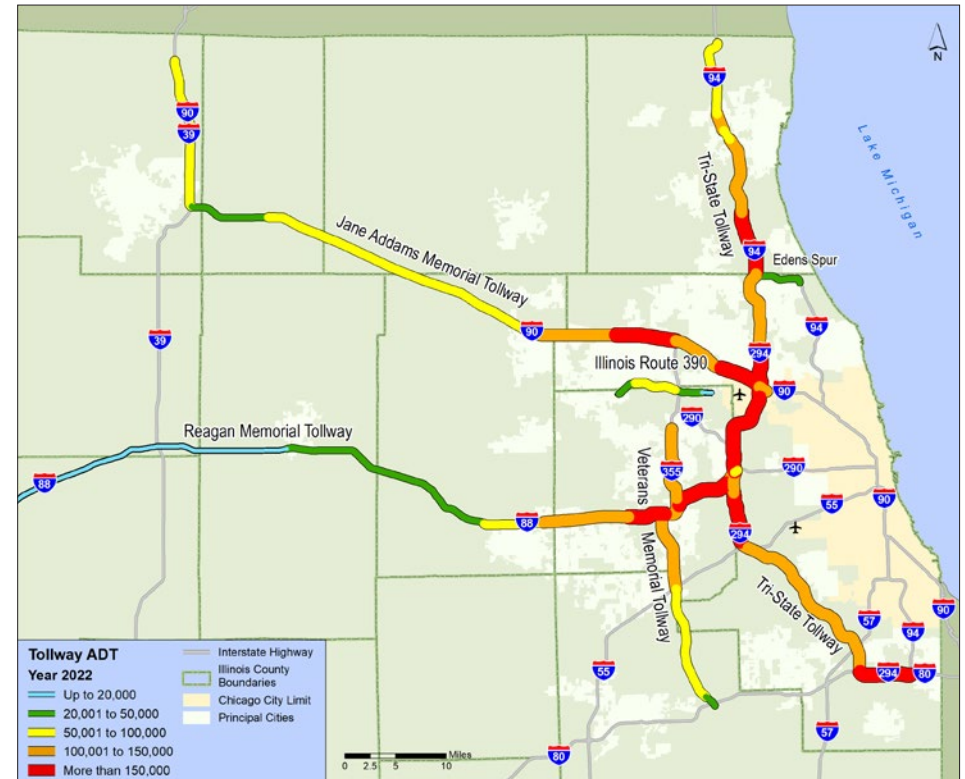 94
N
90
39
Lake Michigan
Tri-State Tollway
Jane Addams Memorial Tollway
94
Edens Spur
39
90
94
294
Illinois Route 390
90
290
Reagan Memorial Tollway
Veterans
Memorial Tollway
355
290
88
88
55
90
294
Tri-State Tollway
57
94
90
55
294
80
57
80
Tollway ADT
Year 2022
Up to 20,000
20,001 to 50,000
50,001 to 100,000
100,001 to 150,000
More than 150,000
Interstate Highway
Illinois County
Boundaries
Chicago City Limit
Principal Cities
Miles
0 2.5 5 10